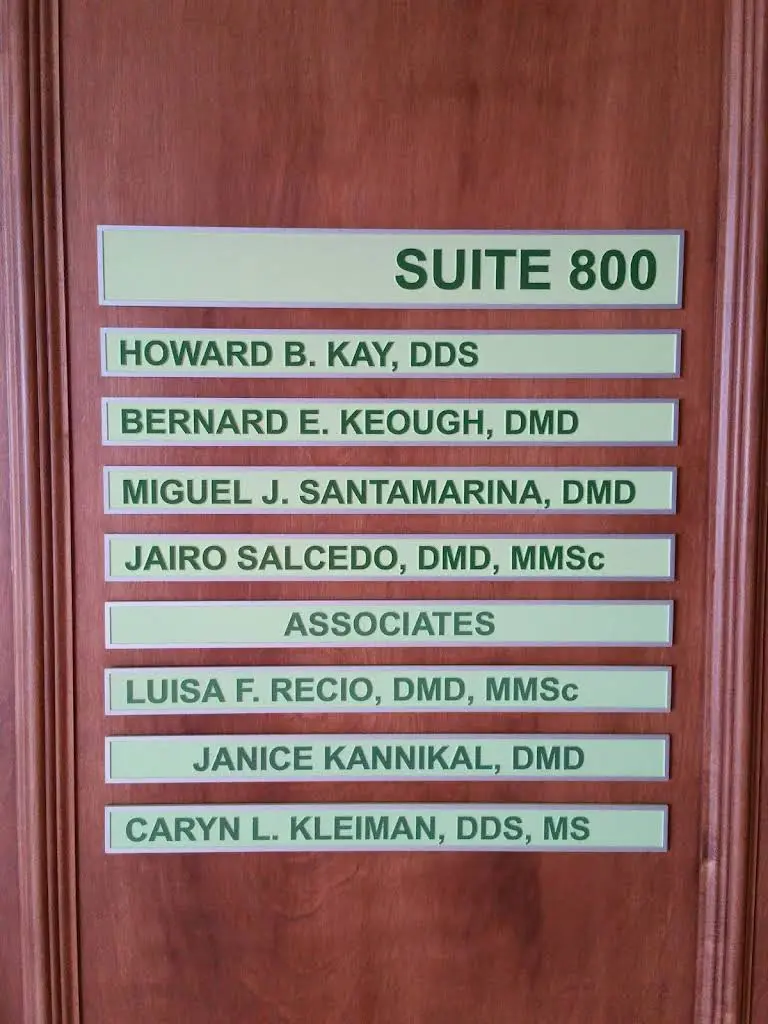 SUITE 800
HOWARD B. KAY, DDS
BERNARD E. KEOUGH, DMD
MIGUEL J. SANTAMARINA, DMD
JAIRO SALCEDO, DMD, MMSc
ASSOCIATES
LUISA F. RECIO, DMD, MMSc
JANICE KANNIKAL, DMD
CARYN L. KLEIMAN, DDS, MS